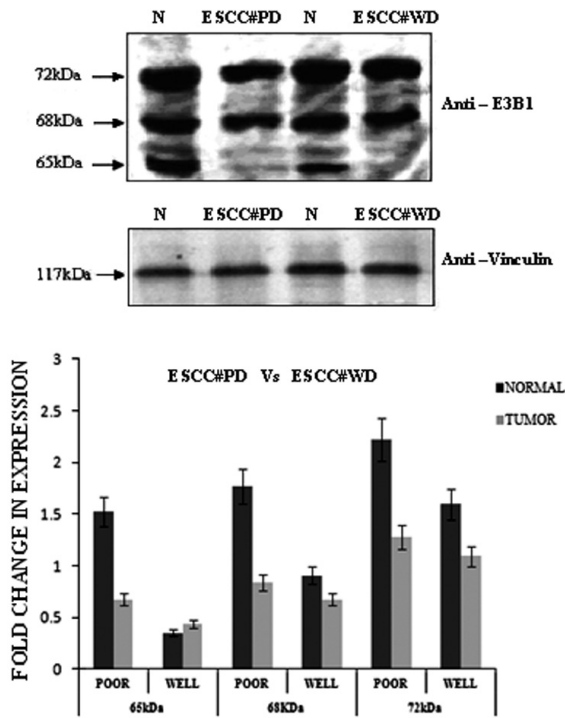 N ESCC#PD N ESCC#WD
72kDa
68kDa
65kDa
Anti – E3B1
N ESCC#PD N ESCC#WD
117kDa
Anti –Vinculin
ESCC#PD Vs ESCC#WD
NORMAL
TUMOR
FOLD CHANGE IN EXPRESSION
3
2.5
2
1.5
1
0.5
0
POOR WELL POOR WELL POOR WELL
65kDa 68KDa 72kDa